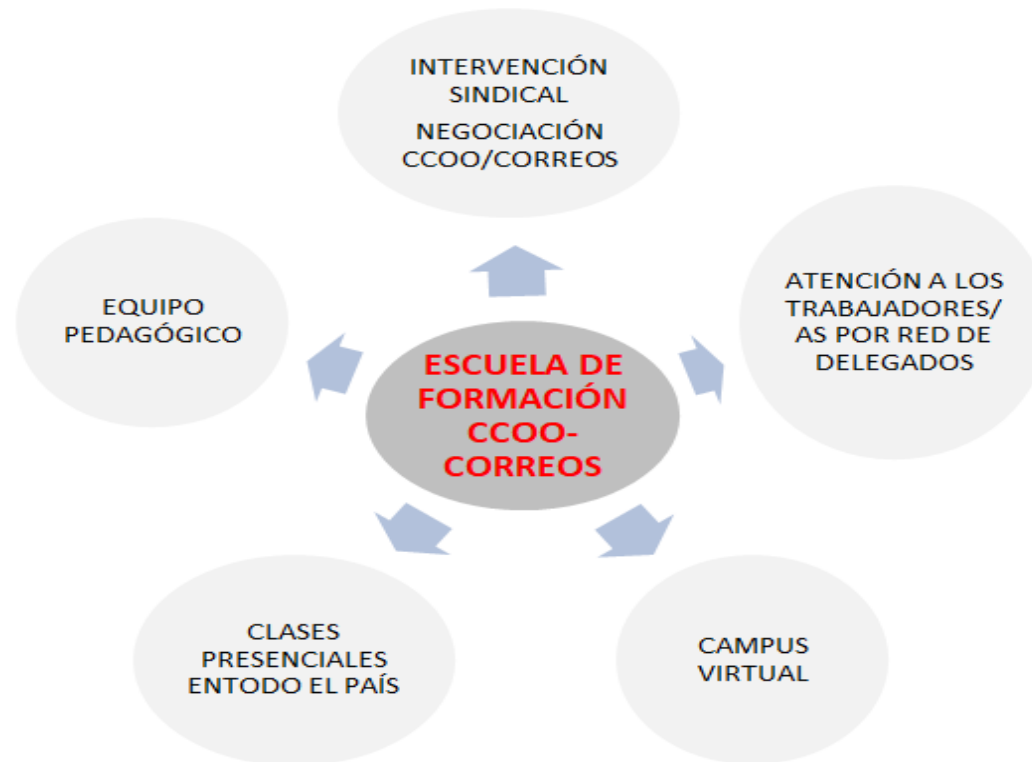 INTERVENCIÓN
SINDICAL
NEGOCIACIÓN
CCOO/CORREOS
EQUIPO
PEDAGÓGICO
ATENCIÓN A LOS
TRABAJADORES/
AS POR RED DE
DELEGADOS
ESCUELA DE
FORMACIÓN
CCOO-
CORREOS
CLASES
PRESENCIALES
ENTODO EL PAÍS
CAMPUS
VIRTUAL